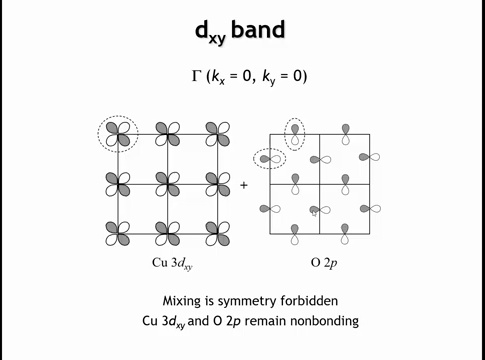 dxy band
Γ (kx = 0, ky = 0)
+
Cu 3dxy
O 2p
Mixing is symmetry forbidden
Cu 3dxy and O 2p remain nonbonding